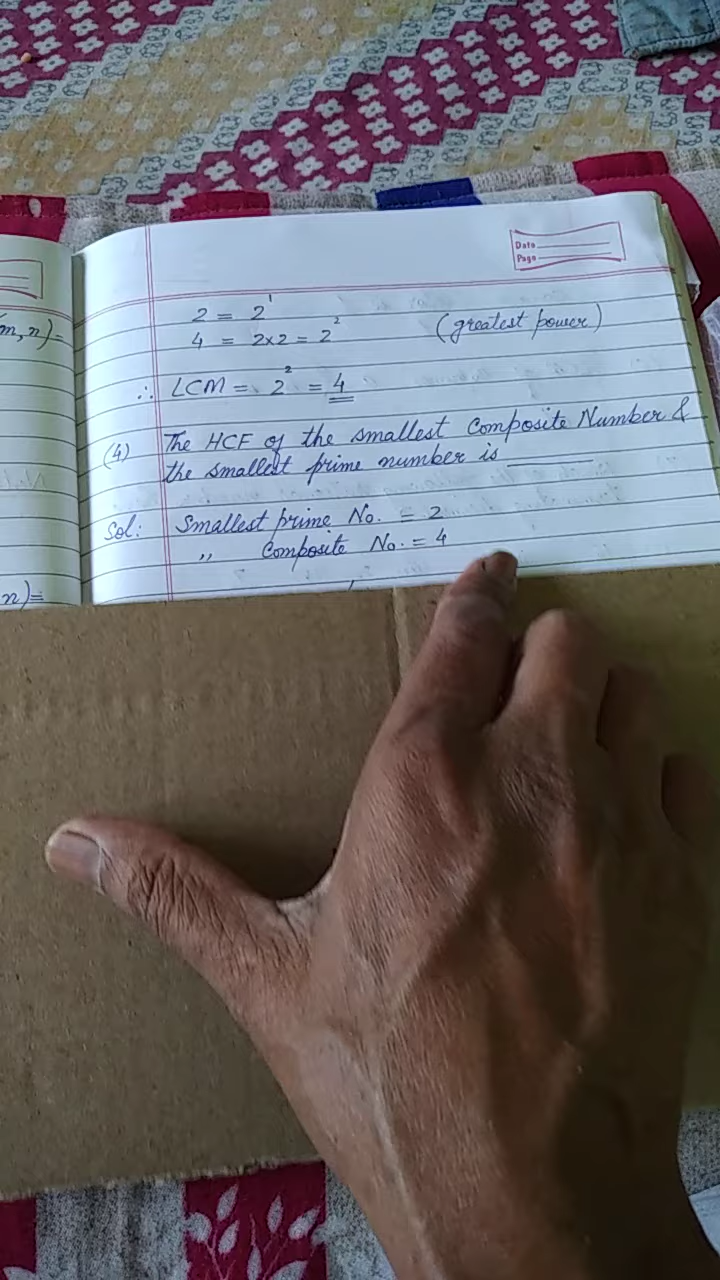 Date
Page
m, n) =
2 = 2¹
4 = 2×2 = 2² (greatest power)
∴ LCM = 2² = 4
(4) The HCF of the smallest Composite Number &
the smallest prime number is ________
Sol: Smallest prime No. = 2
,, Composite No. = 4
n) =